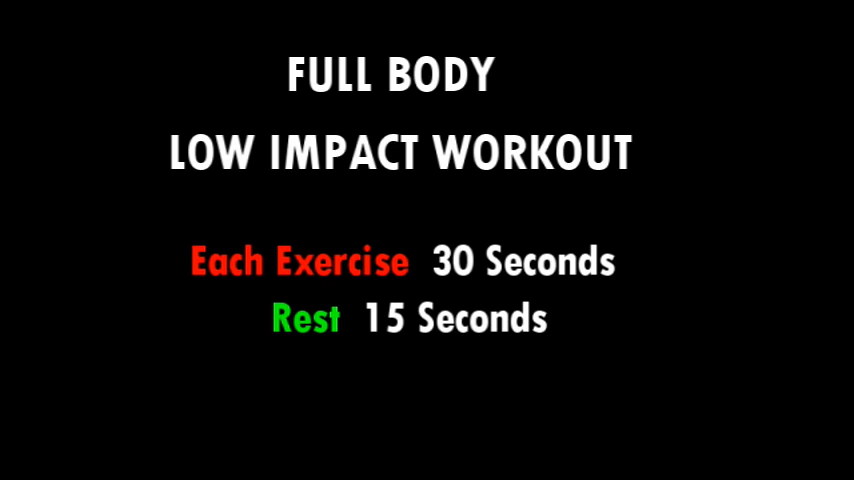 FULL BODY
LOW IMPACT WORKOUT
Each Exercise 30 Seconds
Rest 15 Seconds